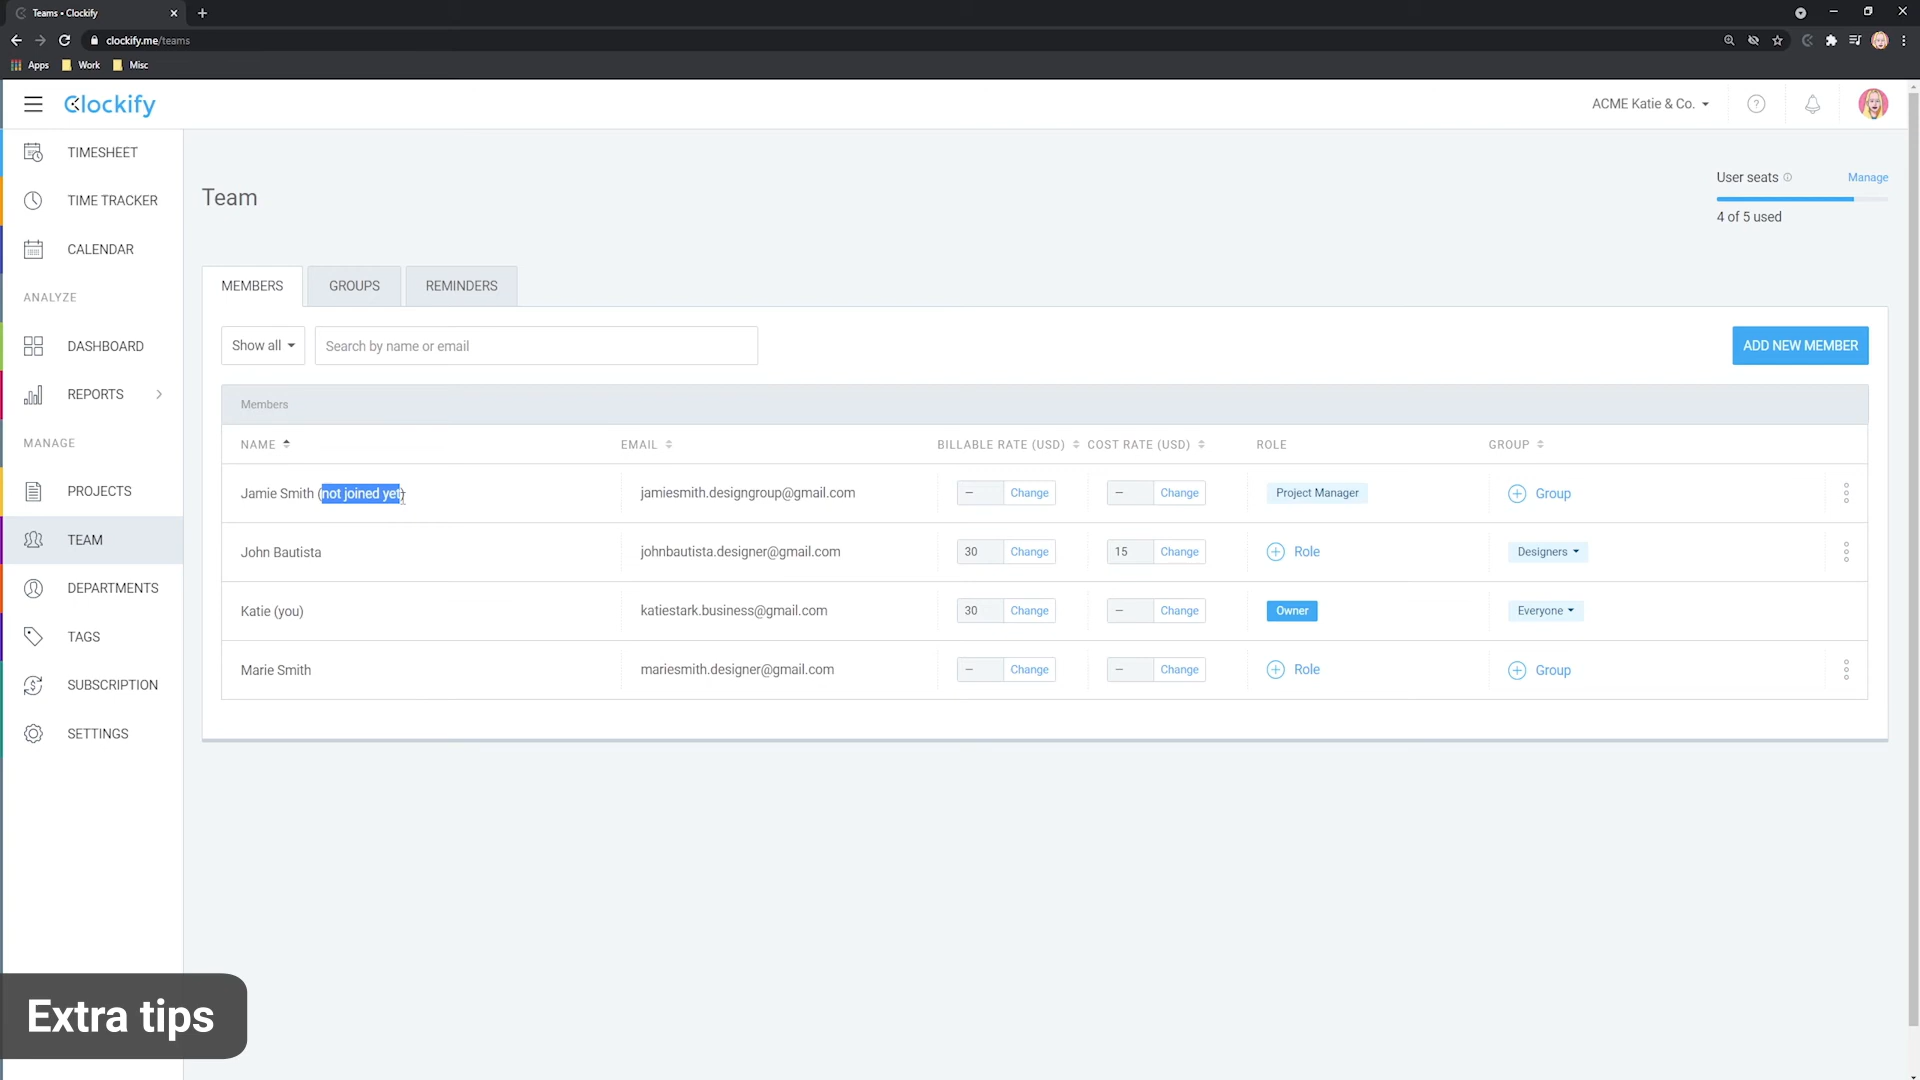 Teams - Clockify
clockify.me/teams
Apps Work Misc
Clockify
ACME Katie & Co.
TIMESHEET
TIME TRACKER
CALENDAR
ANALYZE
DASHBOARD
REPORTS
MANAGE
PROJECTS
TEAM
DEPARTMENTS
TAGS
SUBSCRIPTION
SETTINGS
Team
User seats Manage
4 of 5 used
MEMBERS GROUPS REMINDERS
Show all Search by name or email ADD NEW MEMBER
Members
NAME EMAIL BILLABLE RATE (USD) COST RATE (USD) ROLE GROUP
Jamie Smith (not joined yet) jamiesmith.designgroup@gmail.com – Change – Change Project Manager Group
John Bautista johnbautista.designer@gmail.com 30 Change 15 Change Role Designers
Katie (you) katiestark.business@gmail.com 30 Change – Change Owner Everyone
Marie Smith mariesmith.designer@gmail.com – Change – Change Role Group
Extra tips